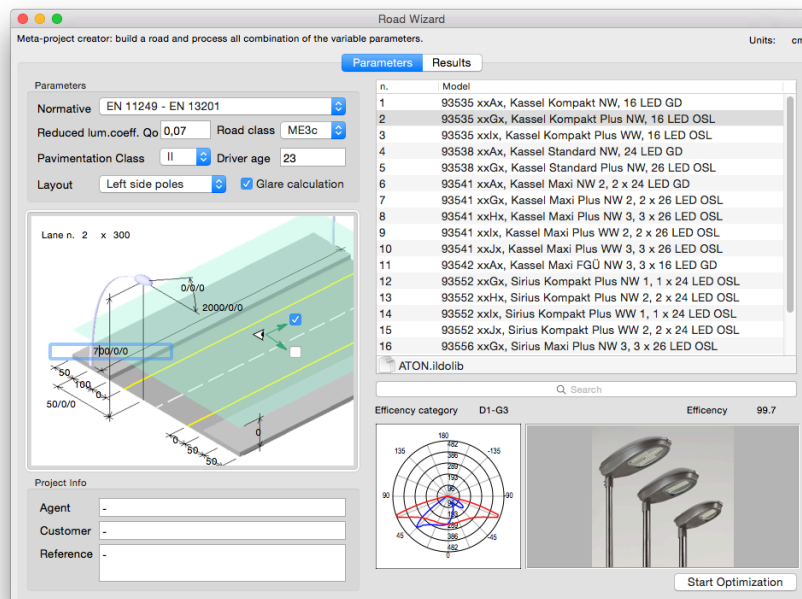 Road Wizard
Meta-project creator: build a road and process all combination of the variable parameters.
Units: cm
Parameters Results
Parameters
Normative EN 11249 - EN 13201
Reduced lum.coeff. Qo 0,07 Road class ME3c
Pavimentation Class II Driver age 23
Layout Left side poles Glare calculation
Lane n. 2 x 300
0/0/0
2000/0/0
700/0/0
50
100
0
50/0/0
0
0
50
50
Project Info
Agent -
Customer -
Reference -
n. Model
1 93535 xxAx, Kassel Kompakt NW, 16 LED GD
2 93535 xxGx, Kassel Kompakt Plus NW, 16 LED OSL
3 93535 xxIx, Kassel Kompakt Plus WW, 16 LED OSL
4 93538 xxAx, Kassel Standard NW, 24 LED GD
5 93538 xxGx, Kassel Standard Plus NW, 26 LED OSL
6 93541 xxAx, Kassel Maxi NW 2, 2 x 24 LED GD
7 93541 xxGx, Kassel Maxi Plus NW 2, 2 x 26 LED OSL
8 93541 xxHx, Kassel Maxi Plus NW 3, 3 x 26 LED OSL
9 93541 xxIx, Kassel Maxi Plus WW 2, 2 x 26 LED OSL
10 93541 xxJx, Kassel Maxi Plus WW 3, 3 x 26 LED OSL
11 93542 xxAx, Kassel Maxi FGÜ NW 3, 3 x 16 LED GD
12 93552 xxGx, Sirius Kompakt Plus NW 1, 1 x 24 LED OSL
13 93552 xxHx, Sirius Kompakt Plus NW 2, 2 x 24 LED OSL
14 93552 xxIx, Sirius Kompakt Plus WW 1, 1 x 24 LED OSL
15 93552 xxJx, Sirius Kompakt Plus WW 2, 2 x 24 LED OSL
16 93556 xxGx, Sirius Maxi Plus NW 3, 3 x 26 LED OSL
ATON.ildolib
Search
Efficency category D1-G3 Efficency 99.7
180
135 -135
482
386
289
193
96
90 -90
96
193
289
386
482
45 -45
0
Start Optimization